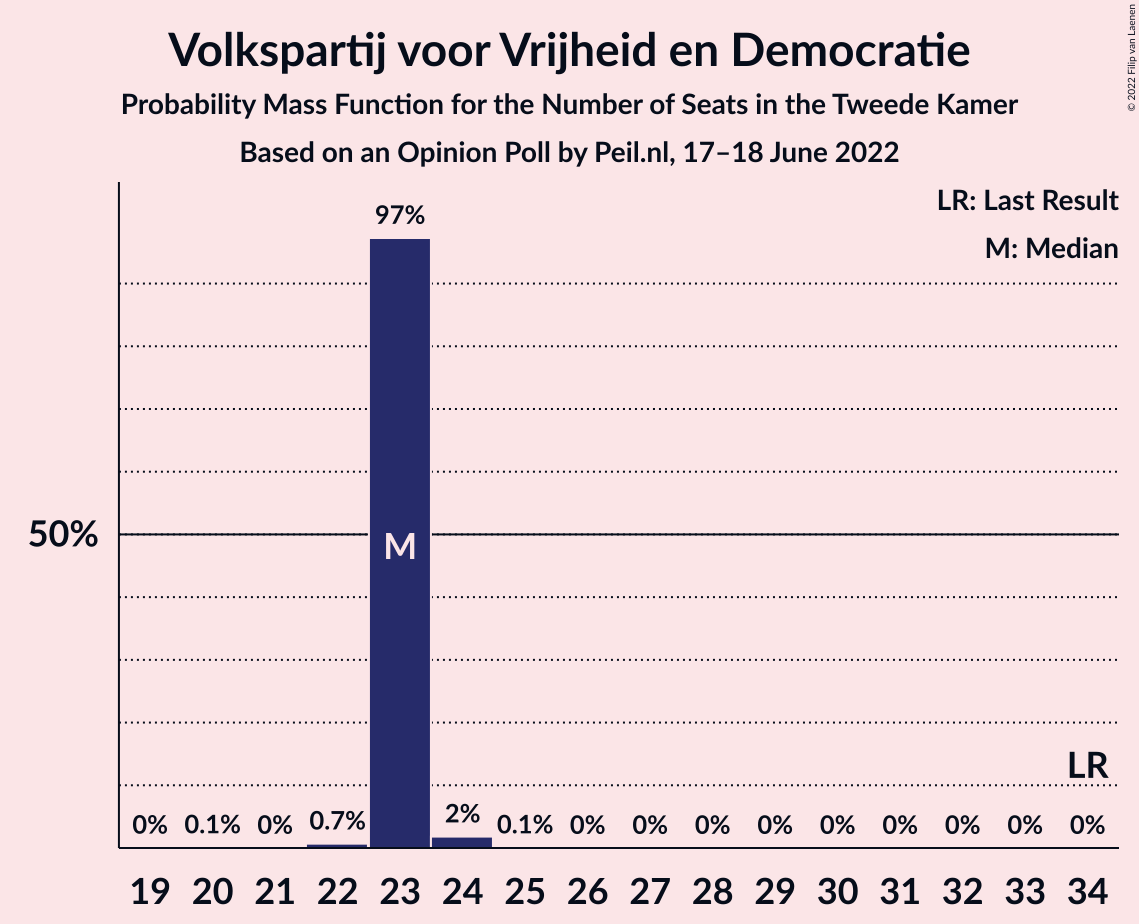 Volkspartij voor Vrijheid en Democratie
Probability Mass Function for the Number of Seats in the Tweede Kamer
Based on an Opinion Poll by Peil.nl, 17–18 June 2022
© 2022 Filip van Laenen
LR: Last Result
M: Median
97%
50%
M
LR
0% 0.1% 0% 0.7% 2% 0.1% 0% 0% 0% 0% 0% 0% 0% 0% 0%
19 20 21 22 23 24 25 26 27 28 29 30 31 32 33 34